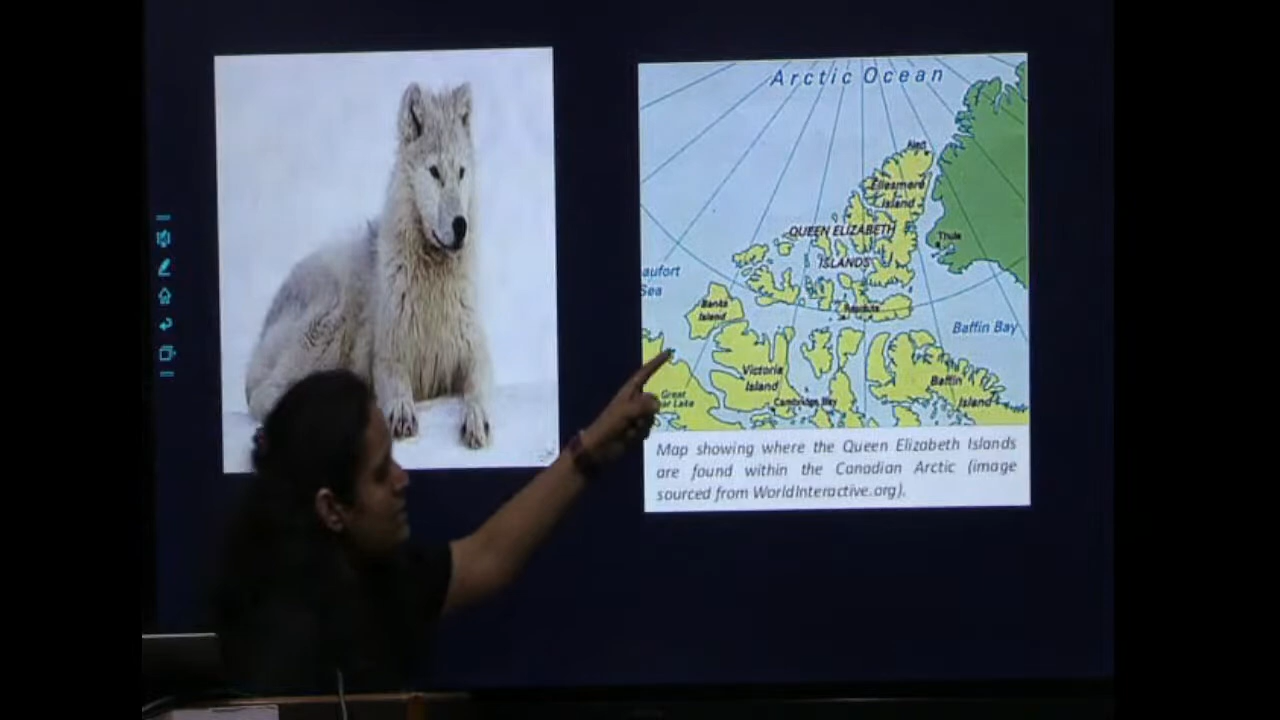 Arctic Ocean
Ellesmere
Island
QUEEN ELIZABETH
ISLANDS
Thule
aufort
Sea
Banks
Island
Resolute
Baffin Bay
Victoria
Island
Baffin
Island
Great
ar Lake
Cambridge Bay
Map showing where the Queen Elizabeth Islands
are found within the Canadian Arctic (image
sourced from WorldInteractive.org).